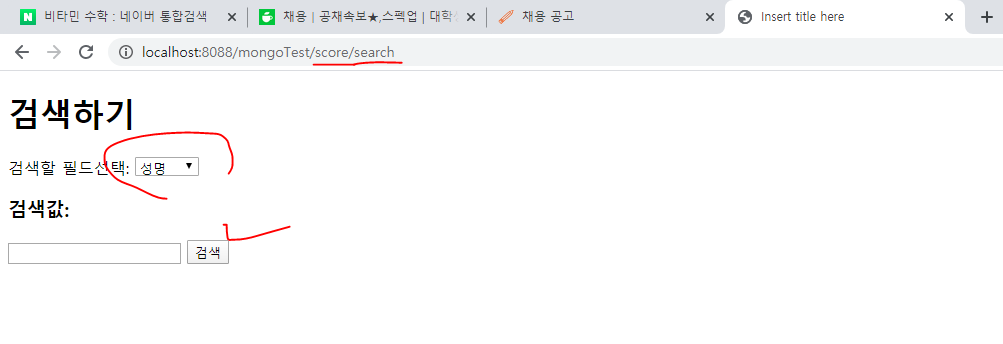 비타민 수학 : 네이버 통합검색
채용 | 공채속보★,스펙업 | 대학
채용 공고
Insert title here
localhost:8088/mongoTest/score/search
검색하기
검색할 필드선택: 성명
검색값:
검색